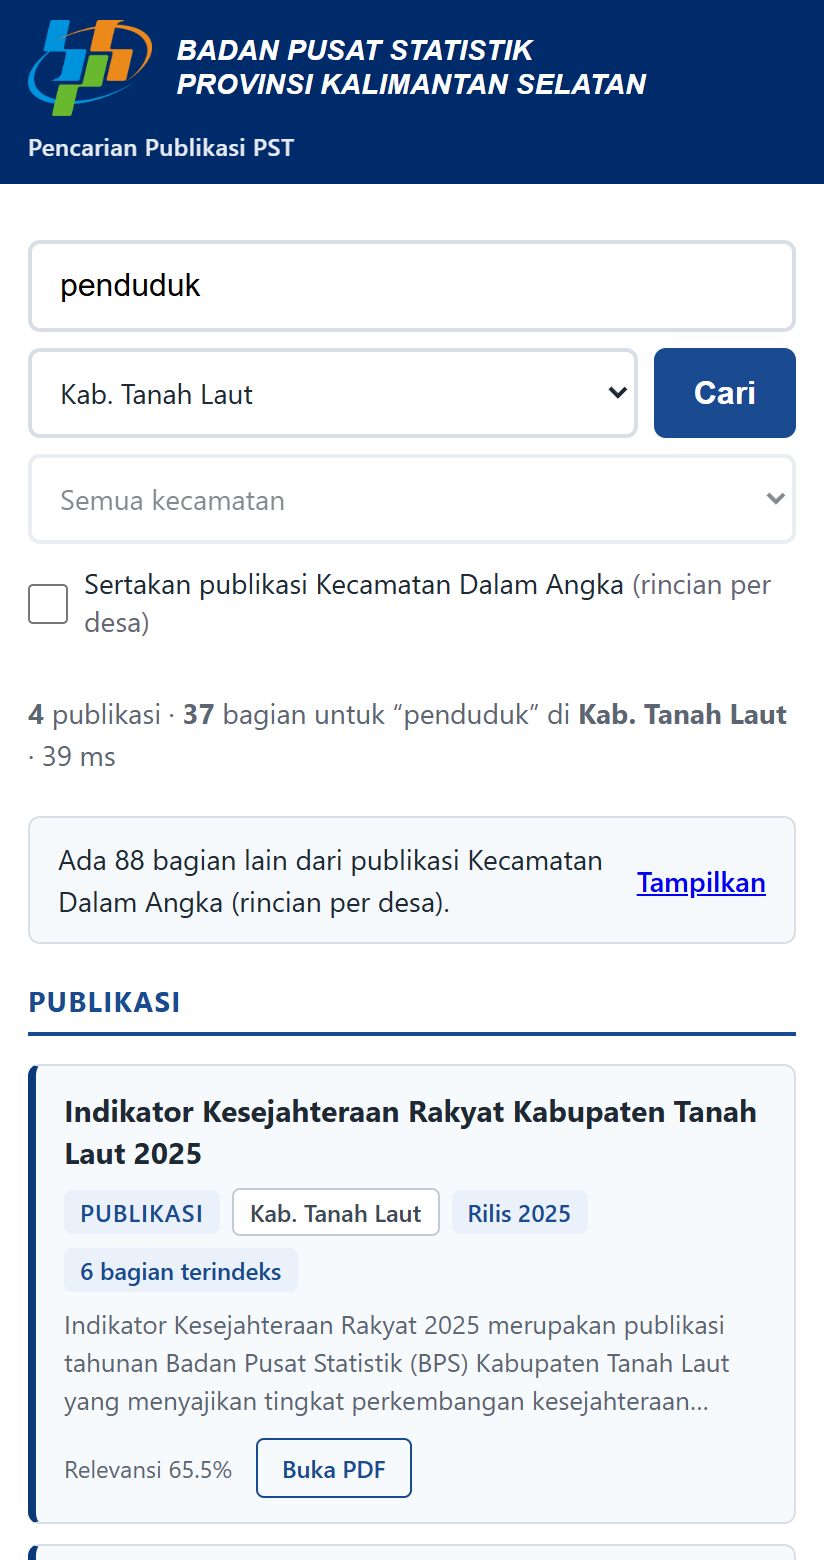 BADAN PUSAT STATISTIK
PROVINSI KALIMANTAN SELATAN
Pencarian Publikasi PST
penduduk
Kab. Tanah Laut
Cari
Semua kecamatan
Sertakan publikasi Kecamatan Dalam Angka (rincian per
desa)
4 publikasi · 37 bagian untuk “penduduk” di Kab. Tanah Laut
· 39 ms
Ada 88 bagian lain dari publikasi Kecamatan
Dalam Angka (rincian per desa).
Tampilkan
PUBLIKASI
Indikator Kesejahteraan Rakyat Kabupaten Tanah
Laut 2025
PUBLIKASI Kab. Tanah Laut Rilis 2025
6 bagian terindeks
Indikator Kesejahteraan Rakyat 2025 merupakan publikasi
tahunan Badan Pusat Statistik (BPS) Kabupaten Tanah Laut
yang menyajikan tingkat perkembangan kesejahteraan...
Relevansi 65.5% Buka PDF